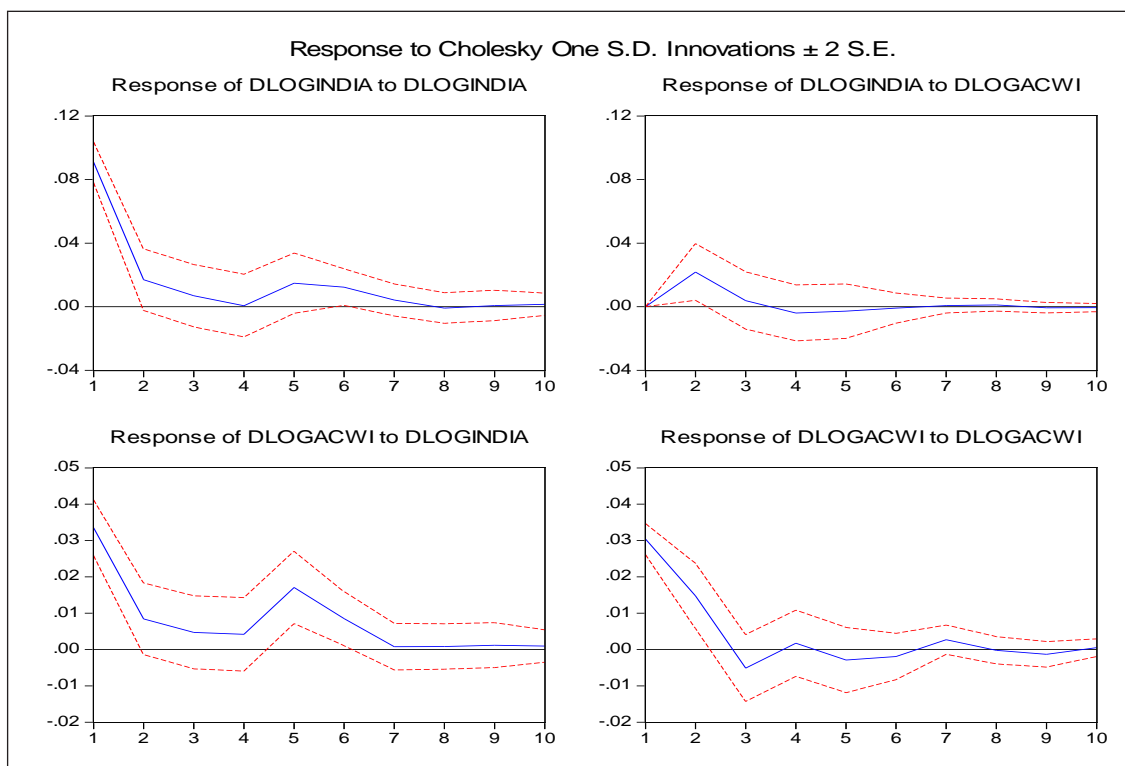 Response to Cholesky One S.D. Innovations ± 2 S.E.
Response of DLOGINDIA to DLOGINDIA
.12
.08
.04
.00
-.04
1 2 3 4 5 6 7 8 9 10
Response of DLOGINDIA to DLOGACWI
.12
.08
.04
.00
-.04
1 2 3 4 5 6 7 8 9 10
Response of DLOGACWI to DLOGINDIA
.05
.04
.03
.02
.01
.00
-.01
-.02
1 2 3 4 5 6 7 8 9 10
Response of DLOGACWI to DLOGACWI
.05
.04
.03
.02
.01
.00
-.01
-.02
1 2 3 4 5 6 7 8 9 10